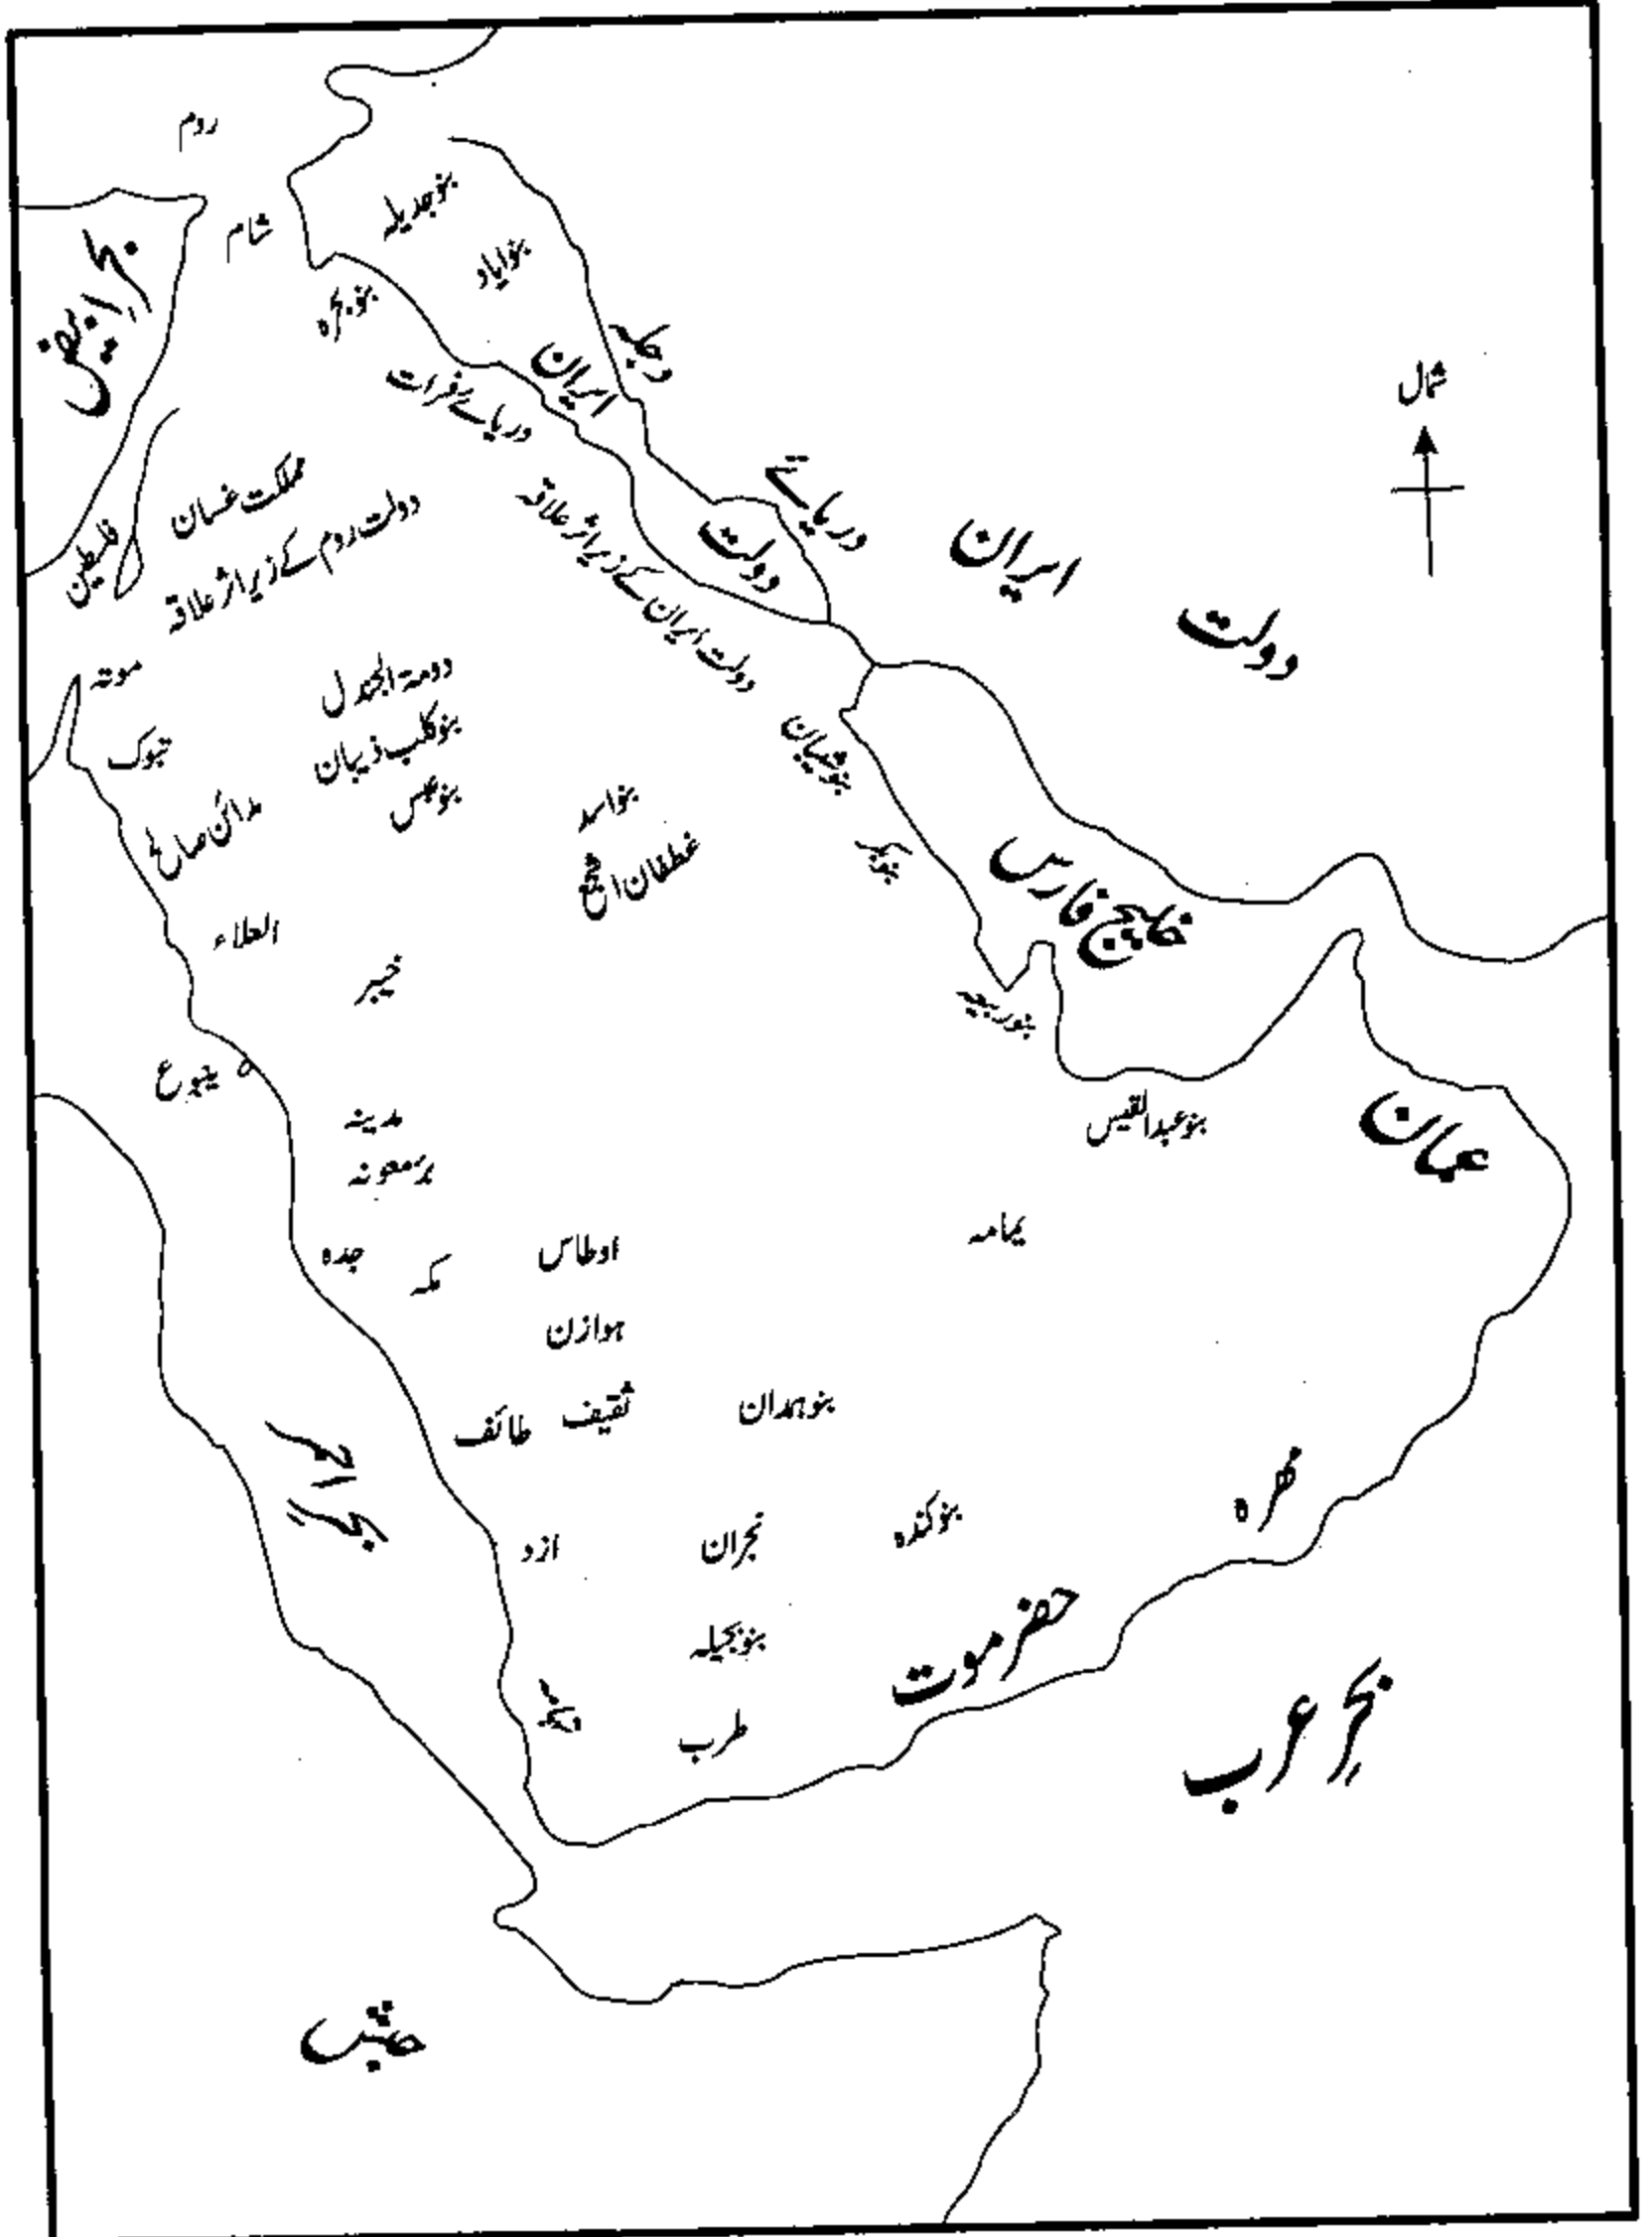 روم
شام
بحر ابیض
بنو جدیلہ
بنو ایاد
دجلہ
ایران
شمال
دریائے فرات
دریائے
مملکت غسان
دولت روم کے زیر اثر علاقہ
دولت ایران کے زیر اثر علاقہ
دولت
ایران
دولت
فلسطین
موتہ
دومۃ الجندل
تبوک
بنو کلب ذبیان
بنو عبس
بنو اسد
بنو شیبان
مدائن صالح
غطفان اشجع
خلیج فارس
العلاء
خیبر
ینبوع
مدینہ
بنو عبدالقیس
عمان
بئر معونہ
یمامہ
جدہ
مکہ
اوطاس
ہوازن
طائف
ثقیف
بنو ہمدان
بحر احمر
مہرہ
ازد
نجران
بنو کندہ
بنو بجیلہ
حضر موت
بحرِ عرب
حبش